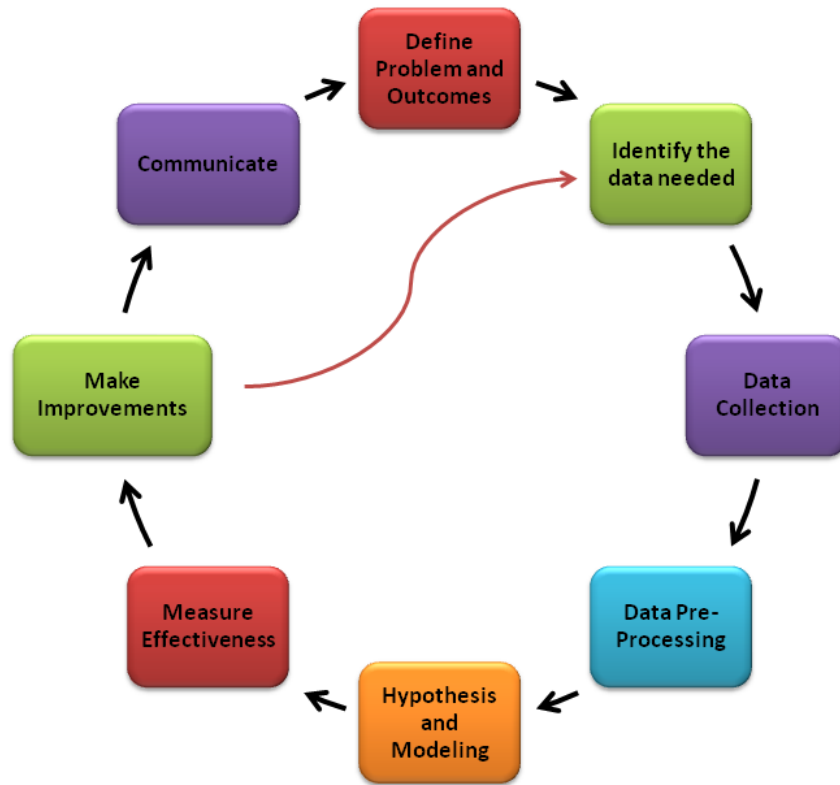 Define
Problem and
Outcomes
Identify the
data needed
Data
Collection
Data Pre-
Processing
Hypothesis
and
Modeling
Measure
Effectiveness
Make
Improvements
Communicate